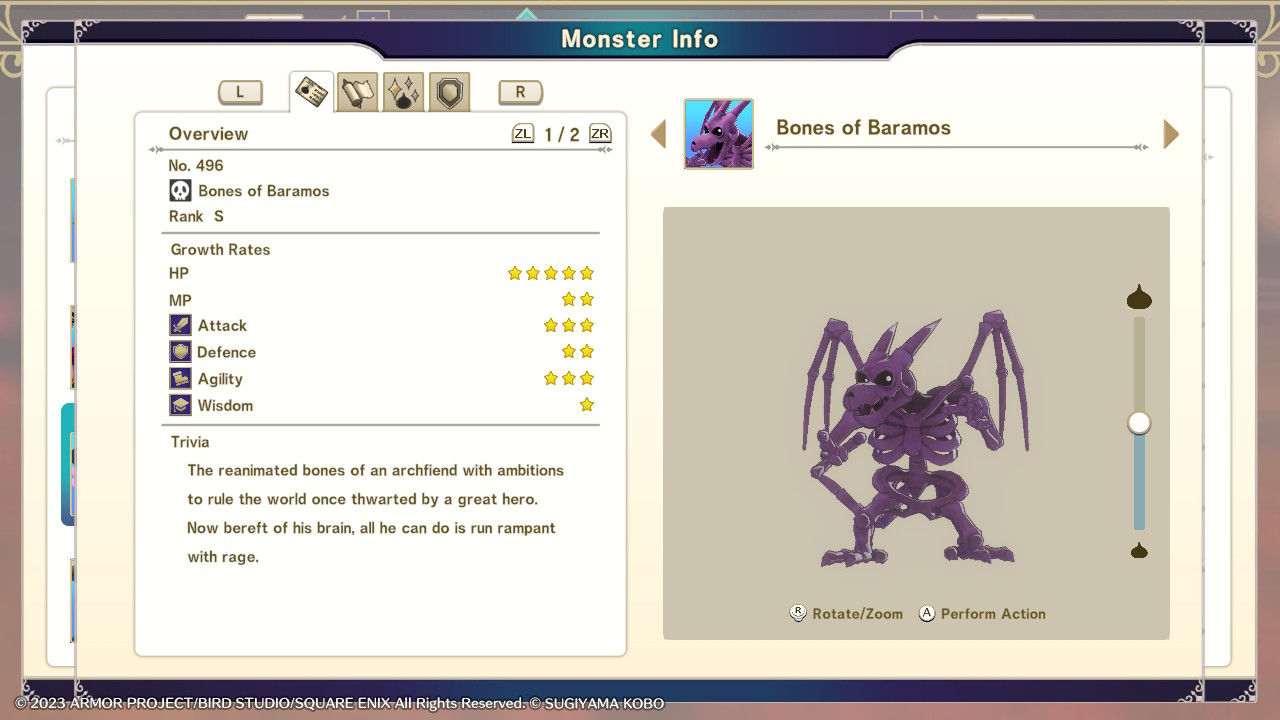 Monster Info
L
R
Overview
ZL 1 / 2 ZR
No. 496
Bones of Baramos
Rank S
Growth Rates
HP
MP
Attack
Defence
Agility
Wisdom
Trivia
The reanimated bones of an archfiend with ambitions
to rule the world once thwarted by a great hero.
Now bereft of his brain, all he can do is run rampant
with rage.
Bones of Baramos
R Rotate/Zoom A Perform Action
© 2023 ARMOR PROJECT/BIRD STUDIO/SQUARE ENIX All Rights Reserved. © SUGIYAMA KOBO